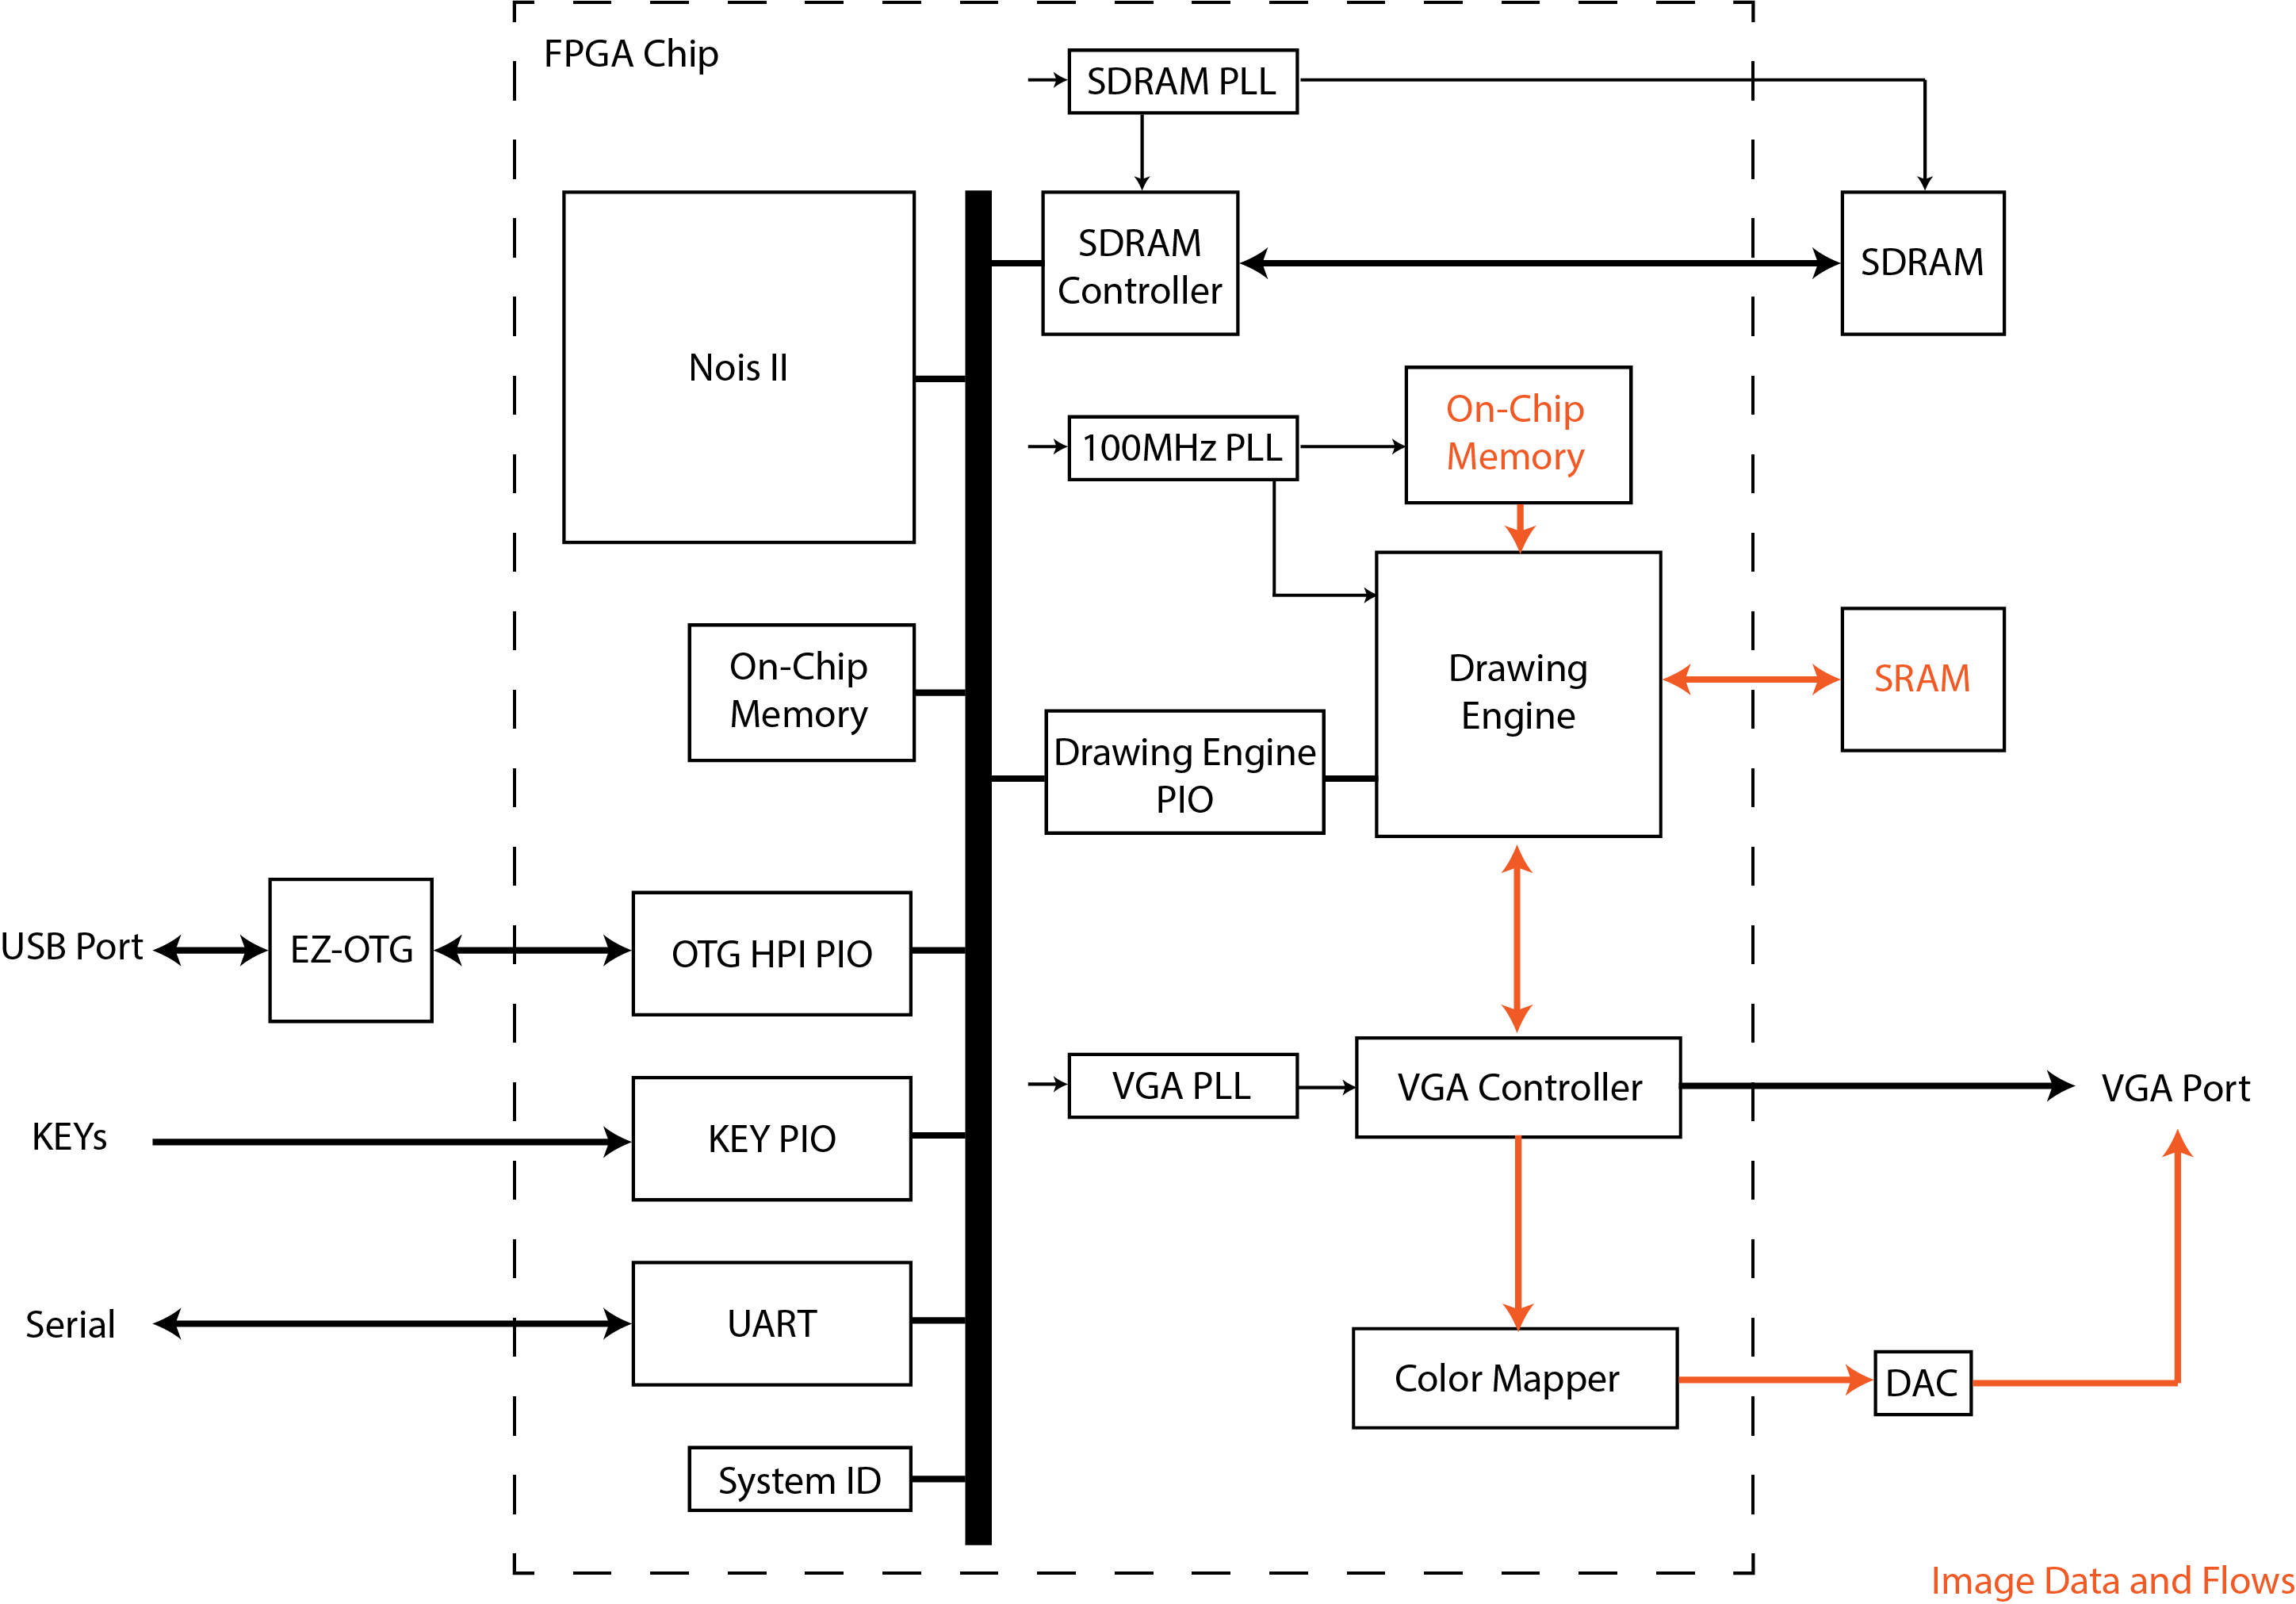 FPGA Chip
SDRAM PLL
SDRAM
Controller
SDRAM
Nois II
100MHz PLL
On-Chip
Memory
On-Chip
Memory
Drawing
Engine
SRAM
Drawing Engine
PIO
USB Port
EZ-OTG
OTG HPI PIO
VGA PLL
VGA Controller
VGA Port
KEYs
KEY PIO
Serial
UART
Color Mapper
DAC
System ID
Image Data and Flows